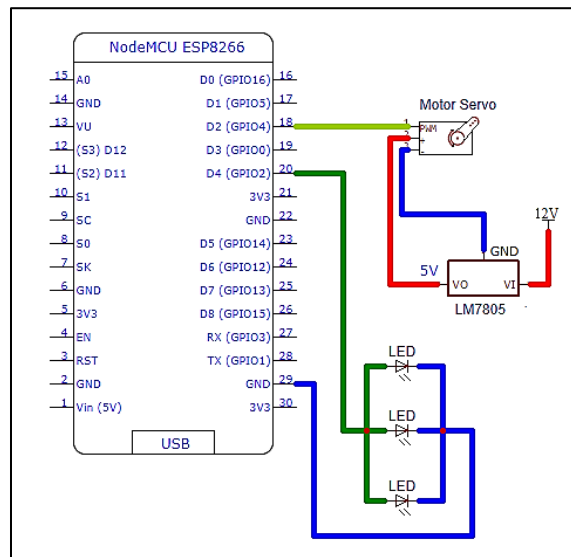 NodeMCU ESP8266
15 A0 D0 (GPIO16) 16
14 GND D1 (GPIO5) 17
13 VU D2 (GPIO4) 18
12 (S3) D12 D3 (GPIO0) 19
11 (S2) D11 D4 (GPIO2) 20
10 S1 3V3 21
9 SC GND 22
8 S0 D5 (GPIO14) 23
7 SK D6 (GPIO12) 24
6 GND D7 (GPIO13) 25
5 3V3 D8 (GPIO15) 26
4 EN RX (GPIO3) 27
3 RST TX (GPIO1) 28
2 GND GND 29
1 Vin (5V) 3V3 30
USB
Motor Servo
1 PWM
2 +
3 -
12V
GND
5V
VO VI
LM7805
LED
LED
LED